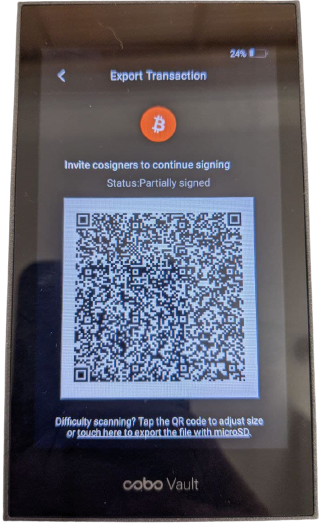 24%
Export Transaction
Invite cosigners to continue signing
Status:Partially signed
Difficulty scanning? Tap the QR code to adjust size
or touch here to export the file with microSD.
cobo Vault